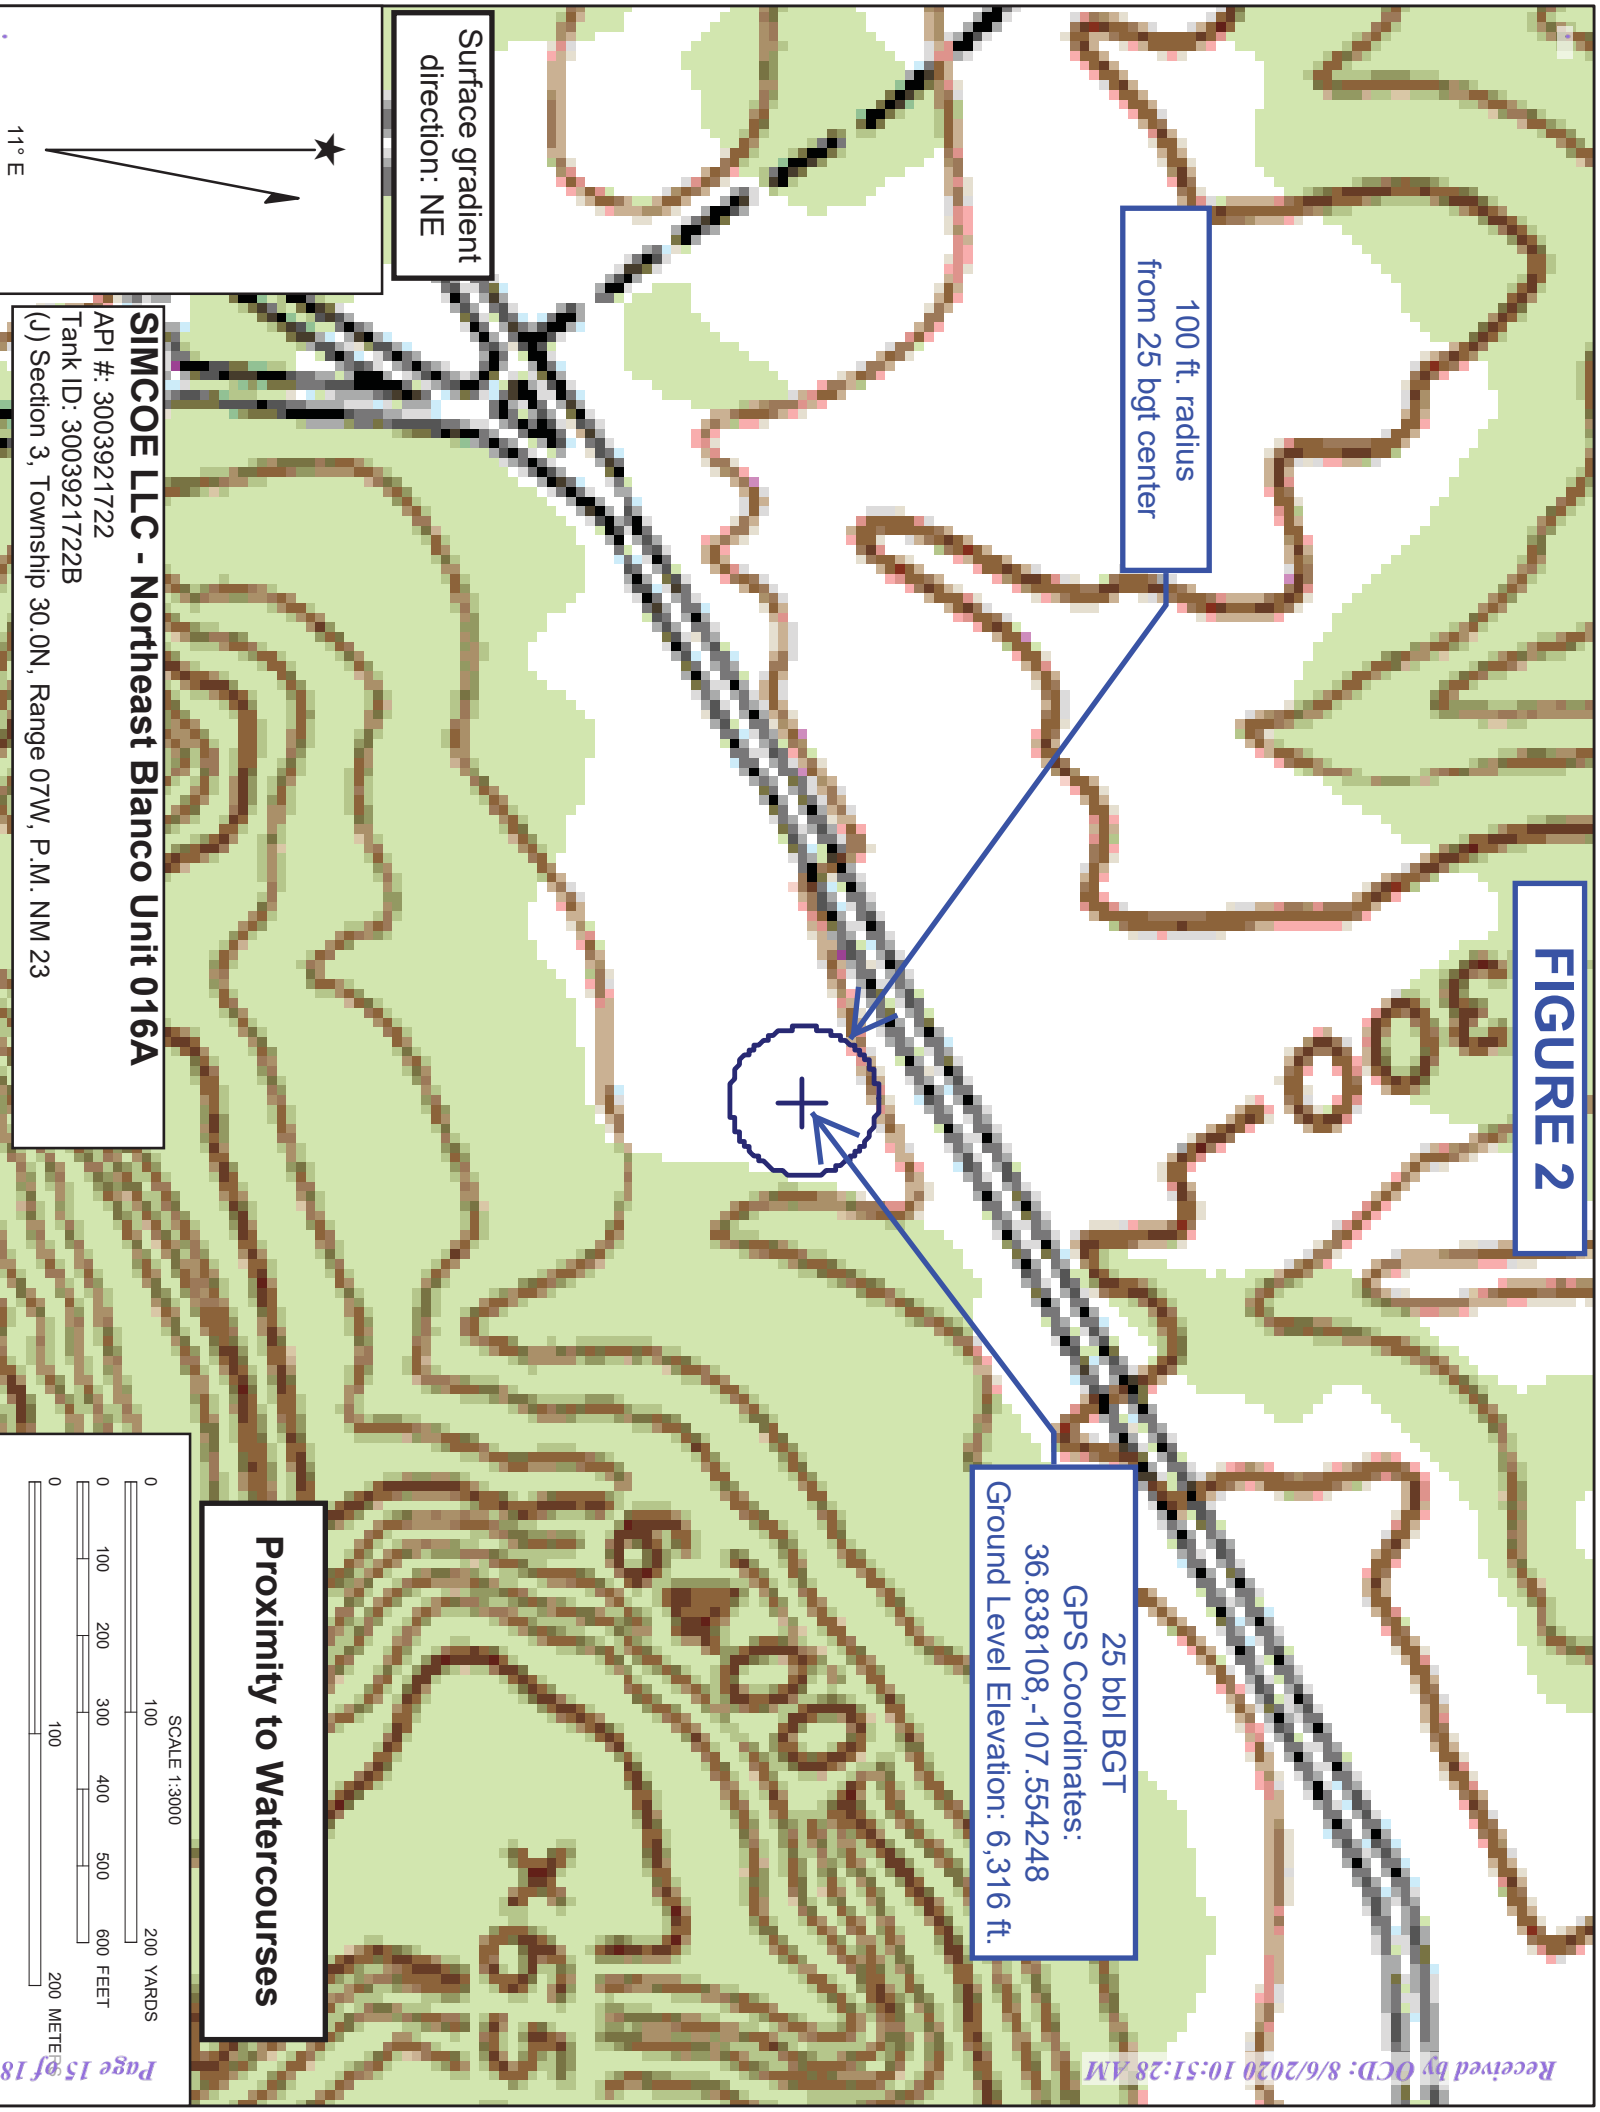 FIGURE 2
100 ft. radius
from 25 bgt center
300
25 bbl BGT
GPS Coordinates:
36.838108,-107.554248
Ground Level Elevation: 6,316 ft.
Surface gradient
direction: NE
6400
x 65
11° E
SIMCOE LLC - Northeast Blanco Unit 016A
API #: 3003921722
Tank ID: 3003921722B
(J) Section 3, Township 30.0N, Range 07W, P.M. NM 23
Proximity to Watercourses
SCALE 1:3000
0 100 200 YARDS
0 100 200 300 400 500 600 FEET
0 100 200 METERS
Received by OCD: 8/6/2020 10:51:28 AM
Page 15 of 18